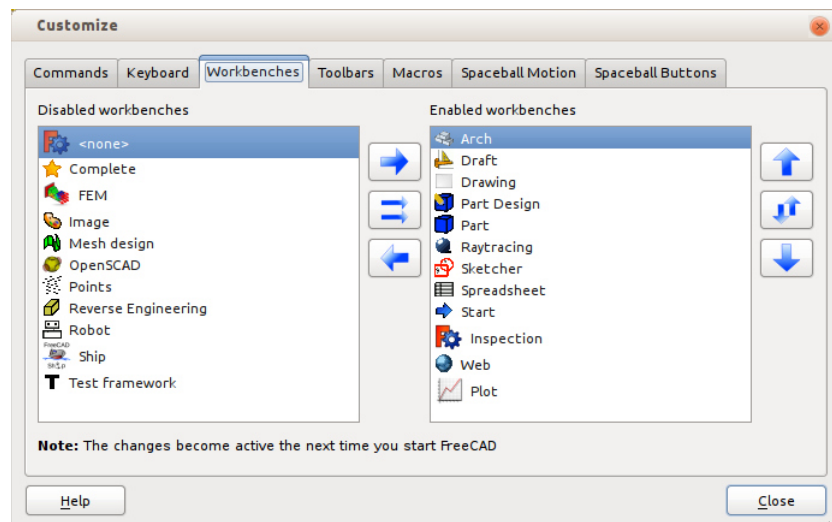 Customize
Commands Keyboard Workbenches Toolbars Macros Spaceball Motion Spaceball Buttons
Disabled workbenches
<none>
Complete
FEM
Image
Mesh design
OpenSCAD
Points
Reverse Engineering
Robot
FreeCAD
Ship
Ship
T Test framework
Enabled workbenches
Arch
Draft
Drawing
Part Design
Part
Raytracing
Sketcher
Spreadsheet
Start
Inspection
Web
Plot
Note: The changes become active the next time you start FreeCAD
Help Close